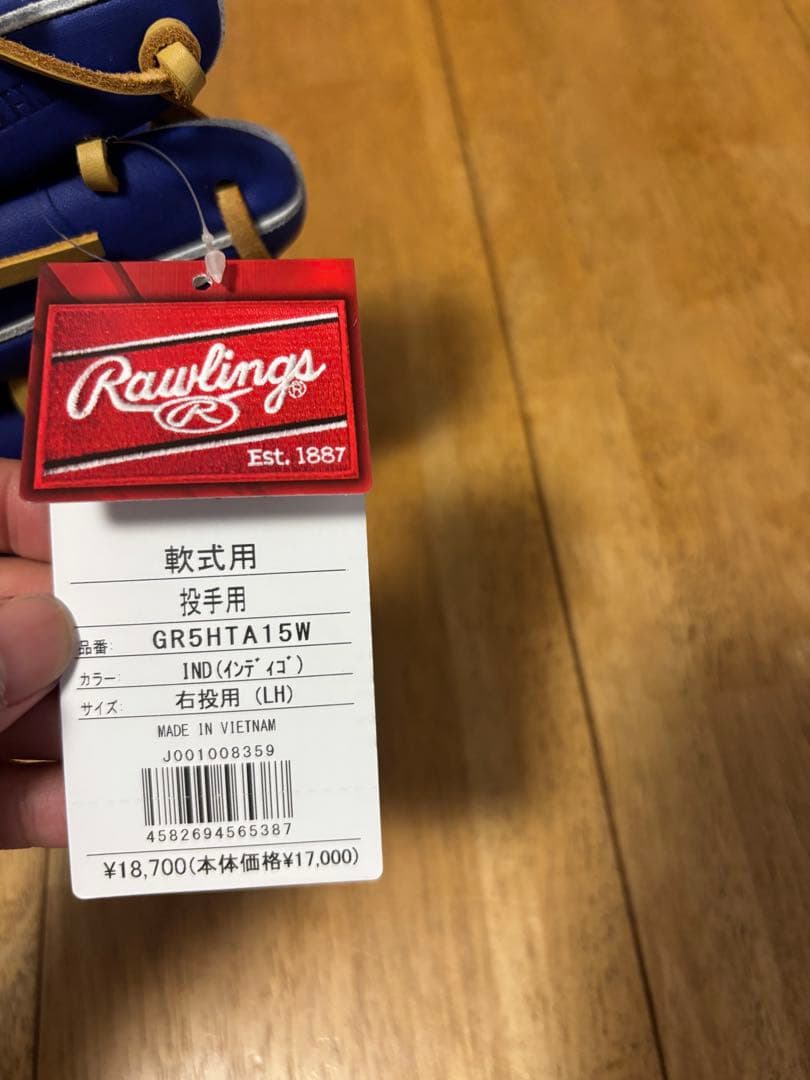 Rawlings®
R
Est. 1887
軟式用
投手用
品番: GR5HTA15W
カラー: IND(インディゴ)
サイズ: 右投用 (LH)
MADE IN VIETNAM
J001008359
4582694565387
¥18,700(本体価格¥17,000)